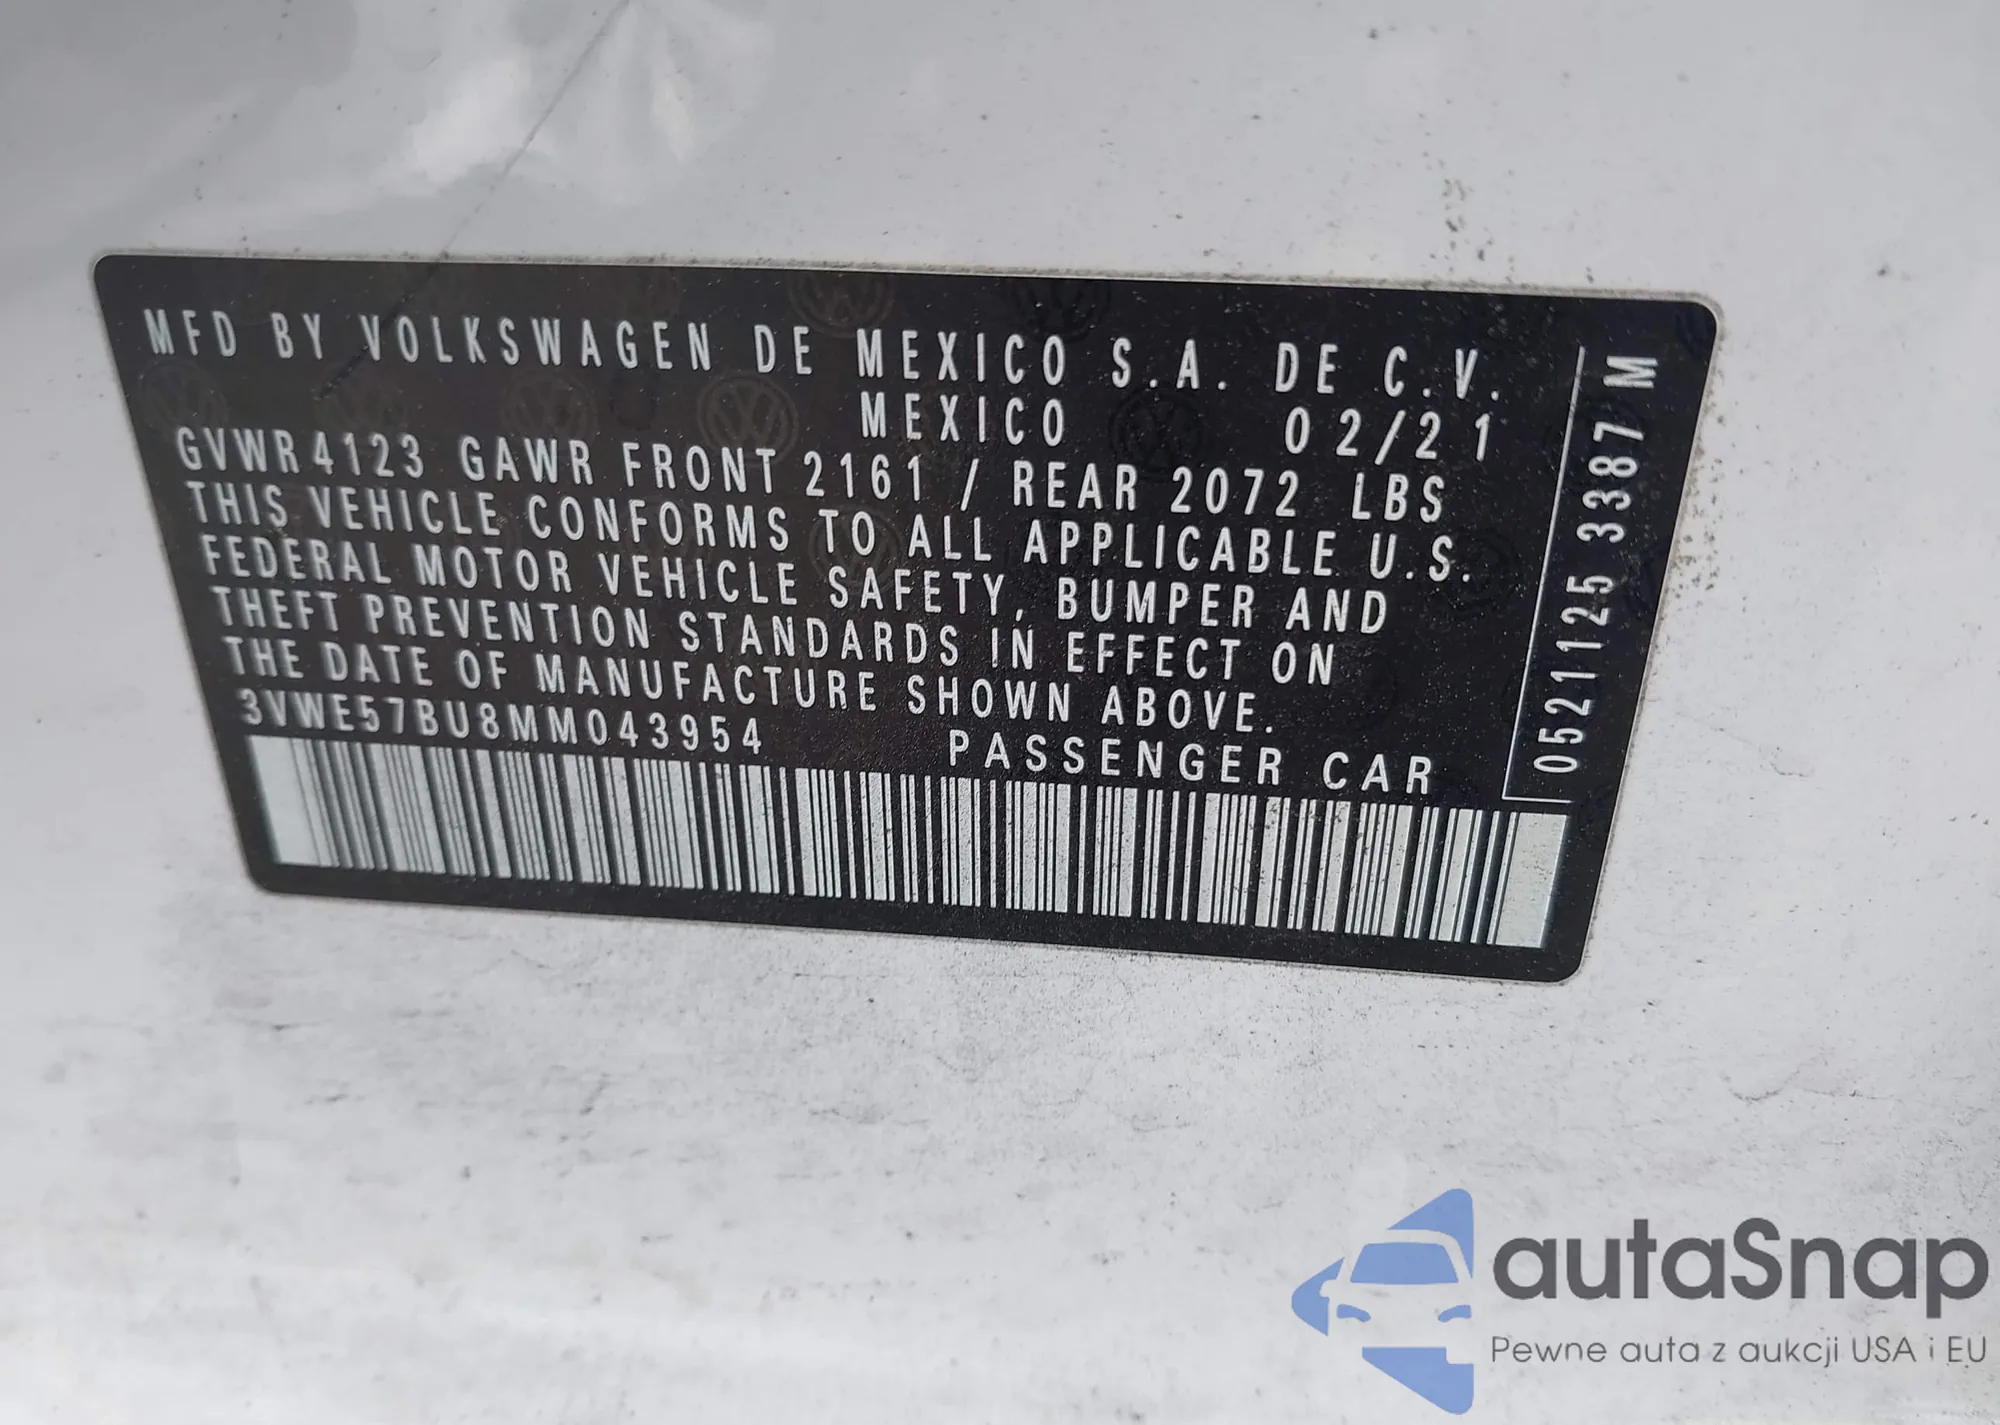 MFD BY VOLKSWAGEN DE MEXICO S.A. DE C.V.
MEXICO 02/21
GVWR 4123 GAWR FRONT 2161 / REAR 2072 LBS
THIS VEHICLE CONFORMS TO ALL APPLICABLE U.S.
FEDERAL MOTOR VEHICLE SAFETY, BUMPER AND
THEFT PREVENTION STANDARDS IN EFFECT ON
THE DATE OF MANUFACTURE SHOWN ABOVE.
3VWE57BU8MM043954 PASSENGER CAR
0521125 3387 M
autaSnap
Pewne auta z aukcji USA i EU